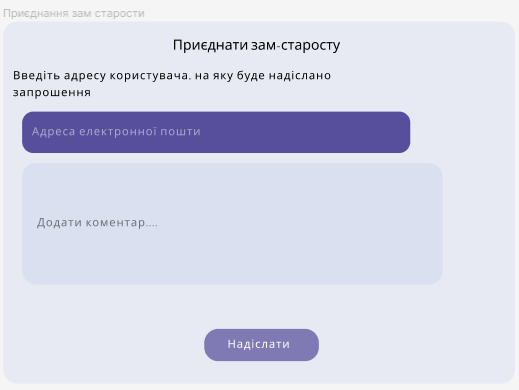 Приєднання зам старости
Приєднати зам-старосту
Введіть адресу користувача, на яку буде надіслано
запрошення
Адреса електронної пошти
Додати коментар....
Надіслати